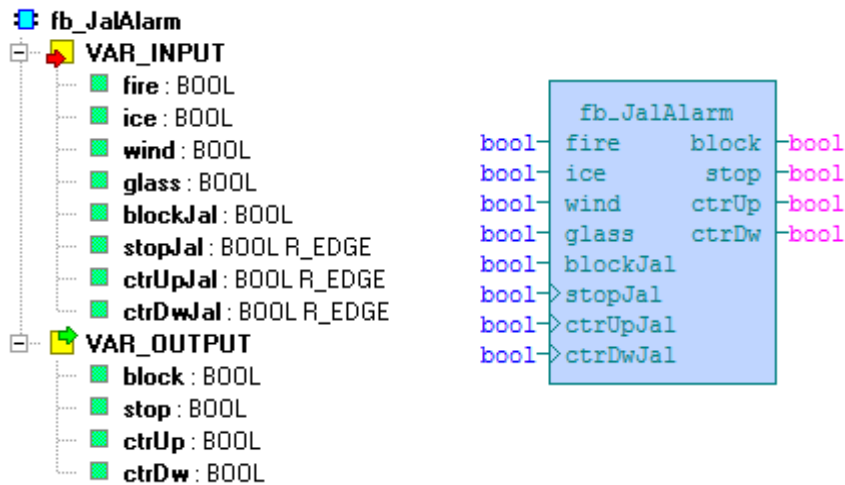 fb_JalAlarm
VAR_INPUT
fire : BOOL
ice : BOOL
wind : BOOL
glass : BOOL
blockJal : BOOL
stopJal : BOOL R_EDGE
ctrUpJal : BOOL R_EDGE
ctrDwJal : BOOL R_EDGE
VAR_OUTPUT
block : BOOL
stop : BOOL
ctrUp : BOOL
ctrDw : BOOL
fb_JalAlarm
bool fire block bool
bool ice stop bool
bool wind ctrUp bool
bool glass ctrDw bool
bool blockJal
bool stopJal
bool ctrUpJal
bool ctrDwJal